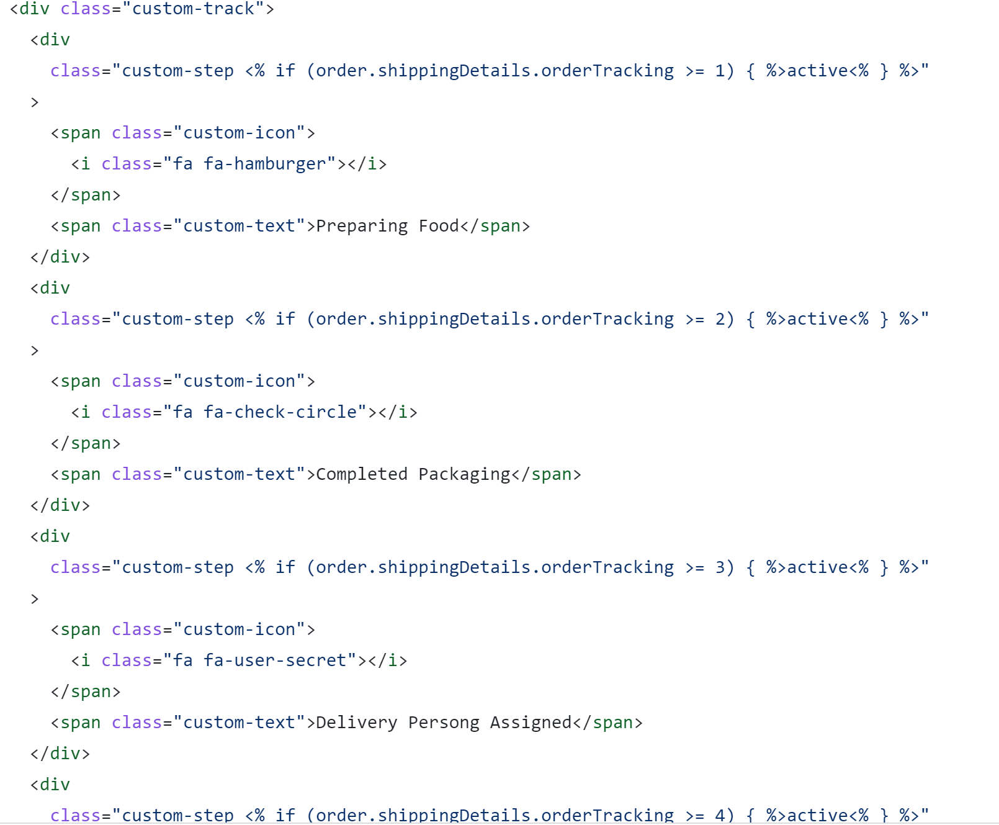 <div class="custom-track">
  <div
    class="custom-step <% if (order.shippingDetails.orderTracking >= 1) { %>active<% } %>"
  >
    <span class="custom-icon">
      <i class="fa fa-hamburger"></i>
    </span>
    <span class="custom-text">Preparing Food</span>
  </div>
  <div
    class="custom-step <% if (order.shippingDetails.orderTracking >= 2) { %>active<% } %>"
  >
    <span class="custom-icon">
      <i class="fa fa-check-circle"></i>
    </span>
    <span class="custom-text">Completed Packaging</span>
  </div>
  <div
    class="custom-step <% if (order.shippingDetails.orderTracking >= 3) { %>active<% } %>"
  >
    <span class="custom-icon">
      <i class="fa fa-user-secret"></i>
    </span>
    <span class="custom-text">Delivery Persong Assigned</span>
  </div>
  <div
    class="custom-step <% if (order.shippingDetails.orderTracking >= 4) { %>active<% } %>"